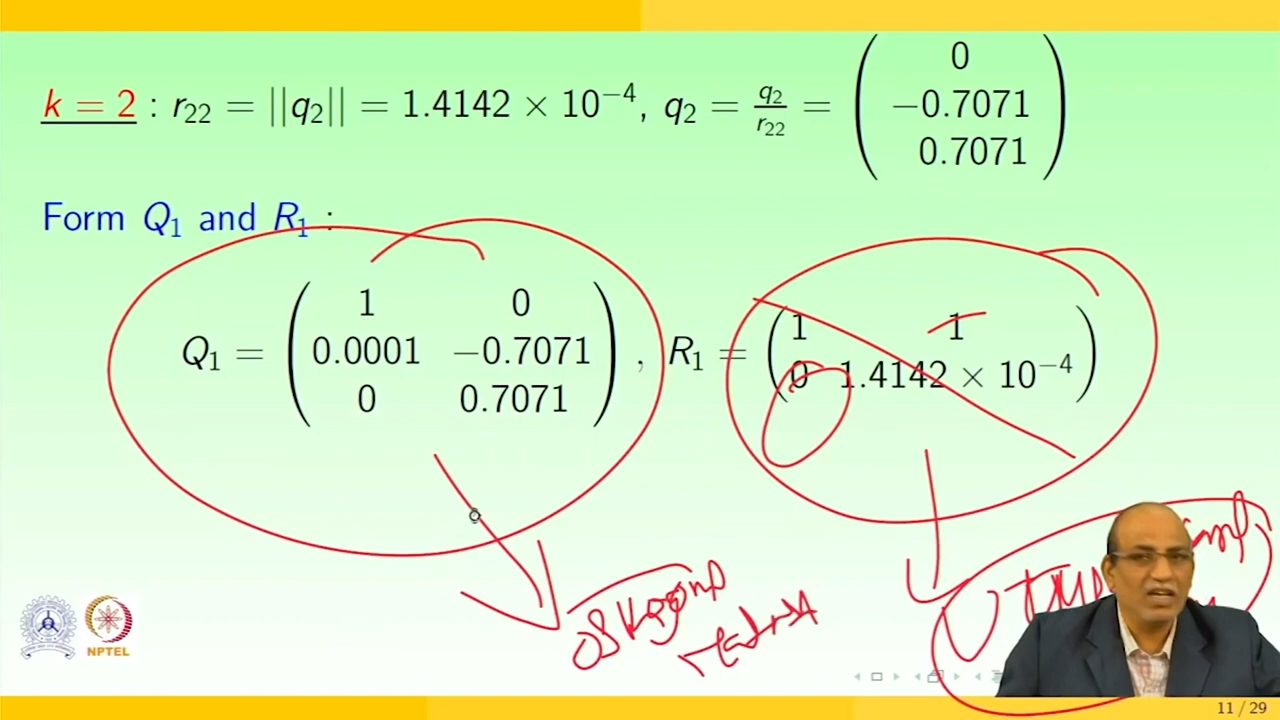 k = 2 : r₂₂ = ||q₂|| = 1.4142 × 10⁻⁴, q₂ = q₂/r₂₂ = ( 0
−0.7071
0.7071 )
Form Q₁ and R₁ :
Q₁ = ( 1 0
0.0001 −0.7071
0 0.7071 ) , R₁ = ( 1 1
0 1.4142 × 10⁻⁴ )
NPTEL
11 / 29